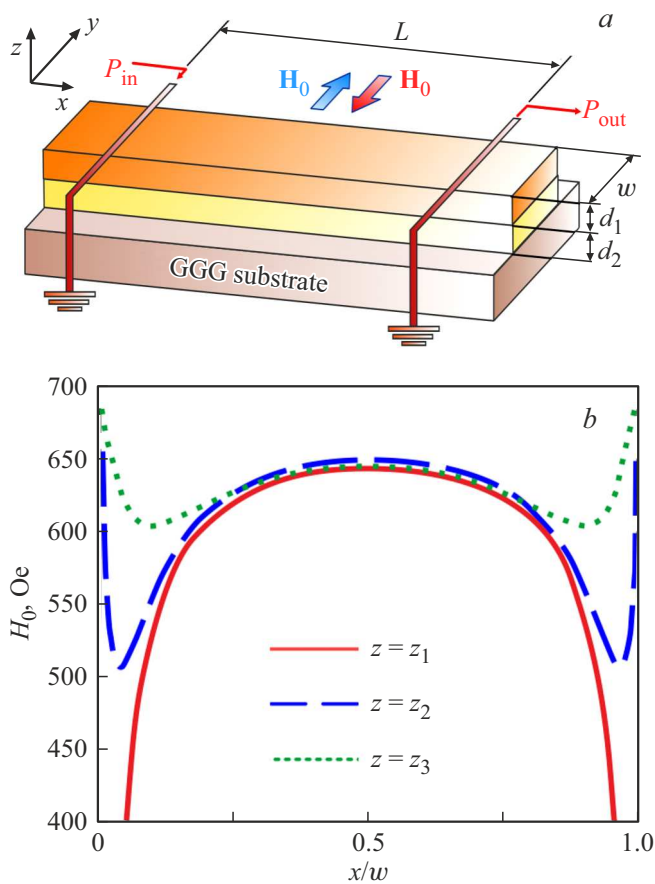 a
z
y
x
L
P_in
H_0
H_0
P_out
w
d_1
d_2
GGG substrate
b
700
650
600
550
500
450
400
H_0, Oe
z = z_1
z = z_2
z = z_3
0
0.5
1.0
x/w